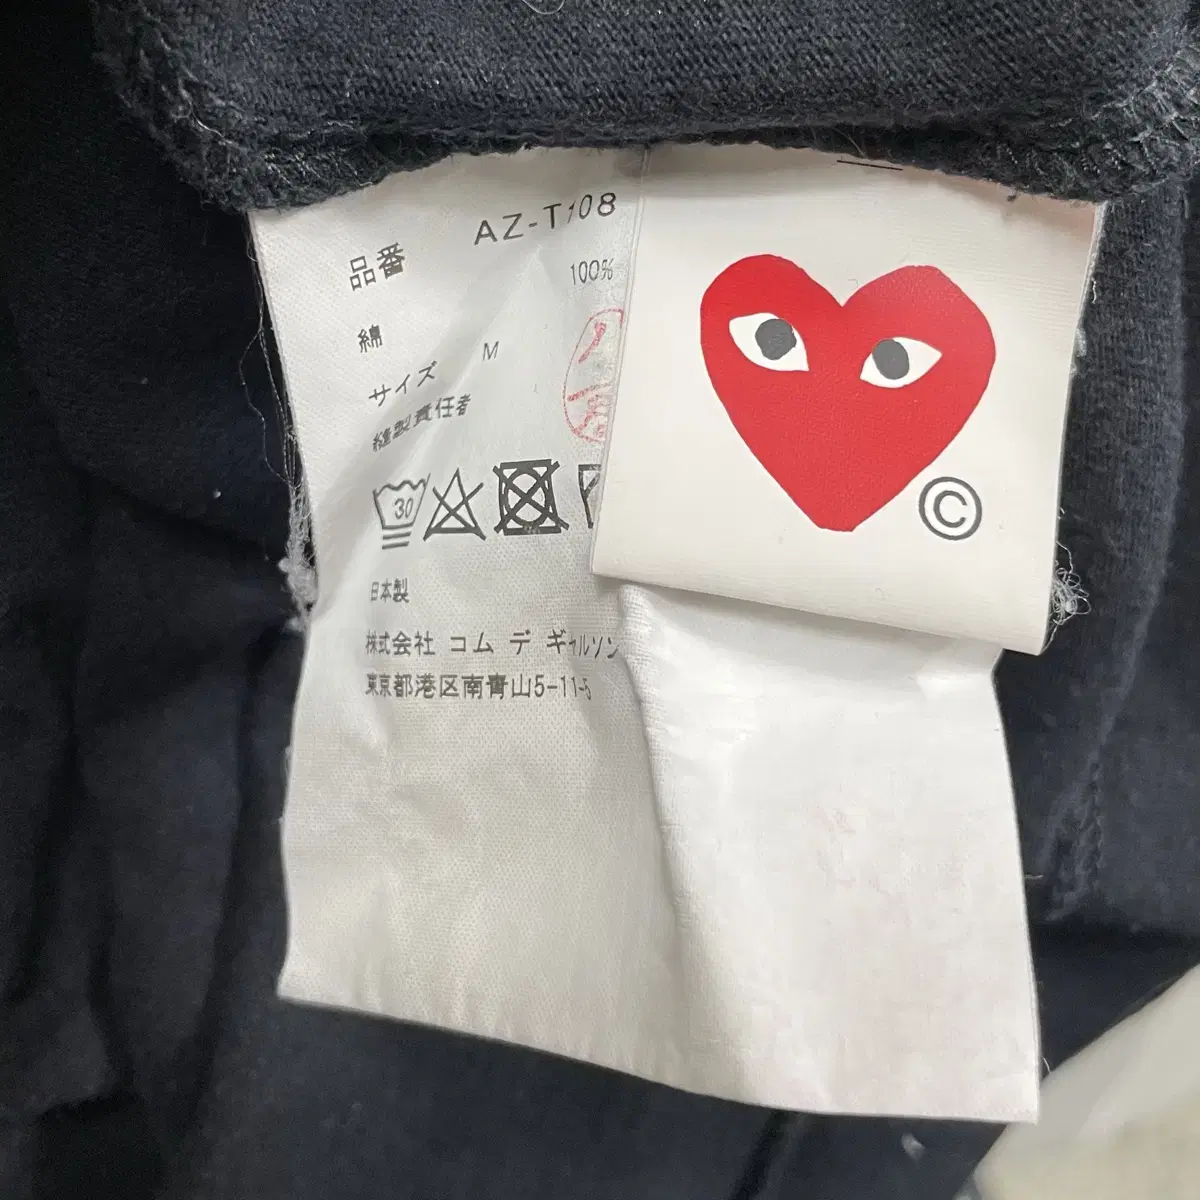 品番 AZ-T108
綿 100%
サイズ M
縫製責任者
30
日本製
株式会社 コム デ ギャルソン
東京都港区南青山5-11-5
©